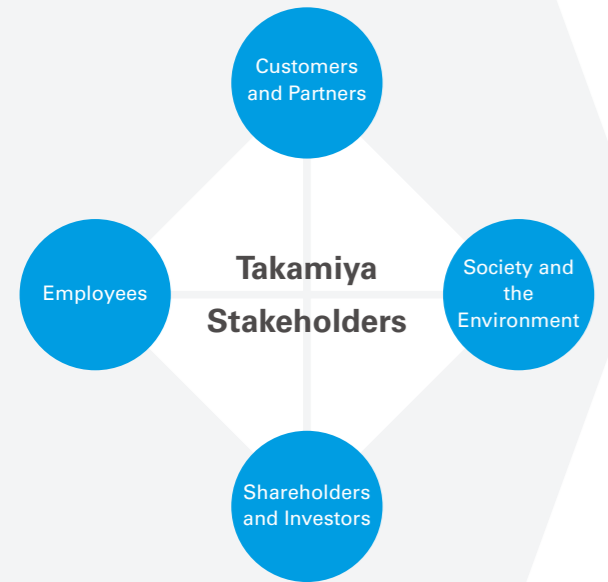 Customers
and Partners
Takamiya
Stakeholders
Employees
Society and
the
Environment
Shareholders
and Investors